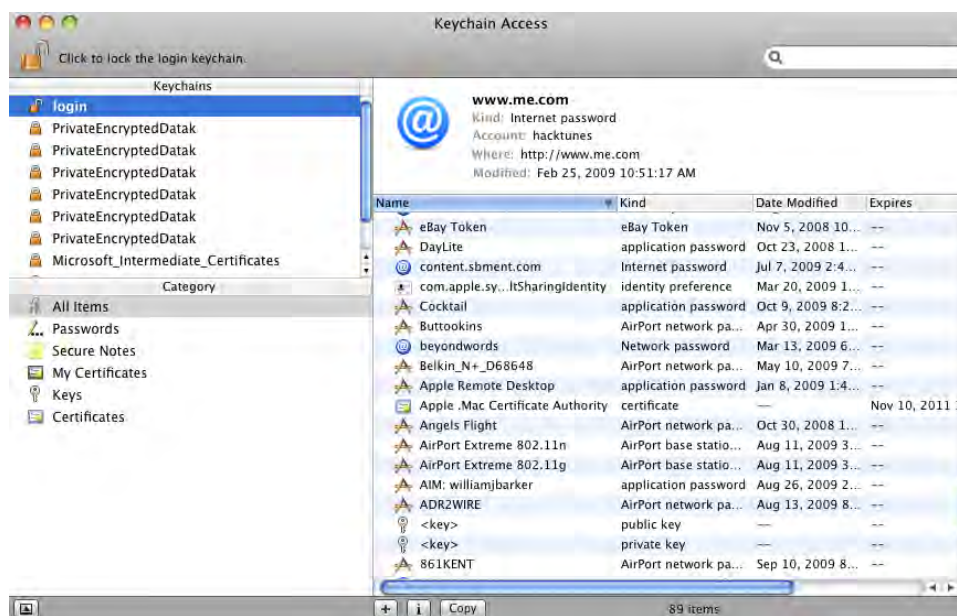 Keychain Access
Click to lock the login keychain.
Keychains
login
PrivateEncryptedDatak
PrivateEncryptedDatak
PrivateEncryptedDatak
PrivateEncryptedDatak
PrivateEncryptedDatak
PrivateEncryptedDatak
Microsoft_Intermediate_Certificates
Category
All Items
Passwords
Secure Notes
My Certificates
Keys
Certificates
www.me.com
Kind: Internet password
Account: hacktunes
Where: http://www.me.com
Modified: Feb 25, 2009 10:51:17 AM
Name Kind Date Modified Expires
eBay Token eBay Token Nov 5, 2008 10... --
DayLite application password Oct 23, 2008 1... --
content.sbment.com Internet password Jul 7, 2009 2:4... --
com.apple.sy...ltSharingIdentity identity preference Mar 20, 2009 1... --
Cocktail application password Oct 9, 2009 8:2... --
Buttookins AirPort network pa... Apr 30, 2009 1... --
beyondwords Network password Mar 13, 2009 6... --
Belkin_N+_D68648 AirPort network pa... May 10, 2009 7... --
Apple Remote Desktop application password Jan 8, 2009 1:4... --
Apple .Mac Certificate Authority certificate — Nov 10, 2011
Angels Flight AirPort network pa... Oct 30, 2008 1... --
AirPort Extreme 802.11n AirPort base statio... Aug 11, 2009 3... --
AirPort Extreme 802.11g AirPort base statio... Aug 11, 2009 3... --
AIM: williamjbarker application password Aug 26, 2009 2... --
ADR2WIRE AirPort network pa... Aug 13, 2009 8... --
<key> public key — --
<key> private key — --
861KENT AirPort network pa... Sep 10, 2009 8... --
Copy
89 items